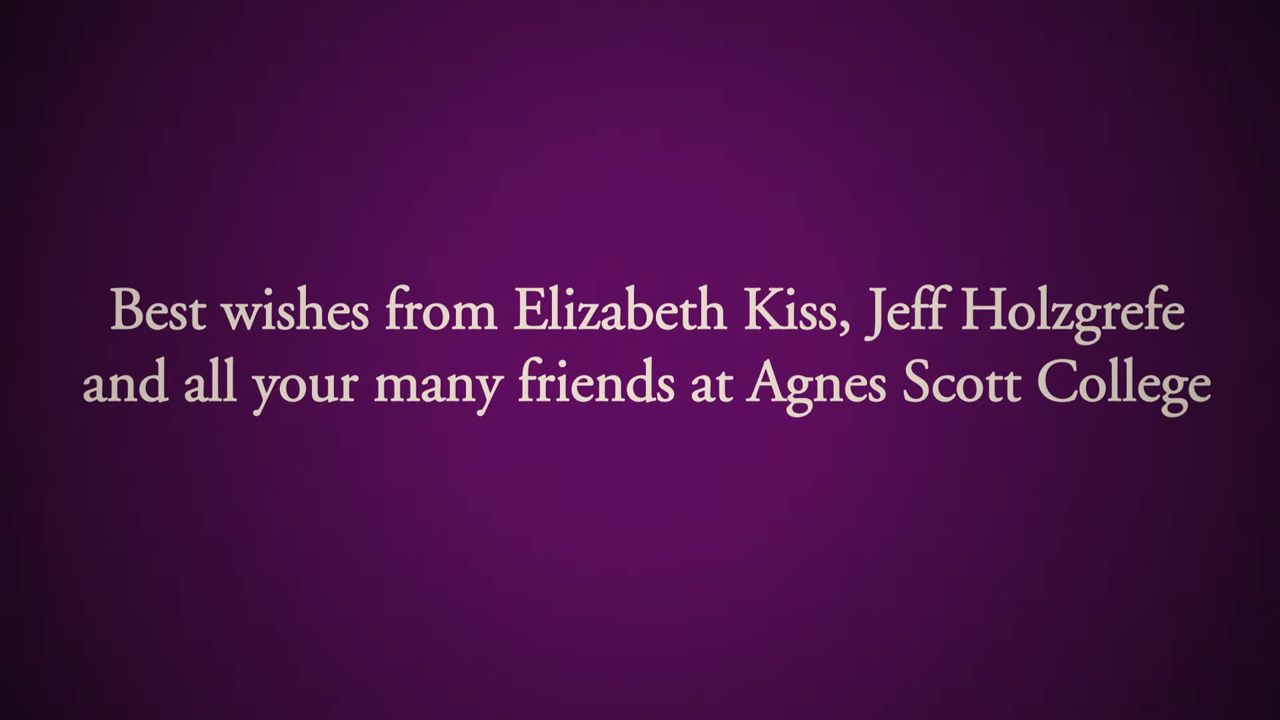 Best wishes from Elizabeth Kiss, Jeff Holzgrefe
and all your many friends at Agnes Scott College